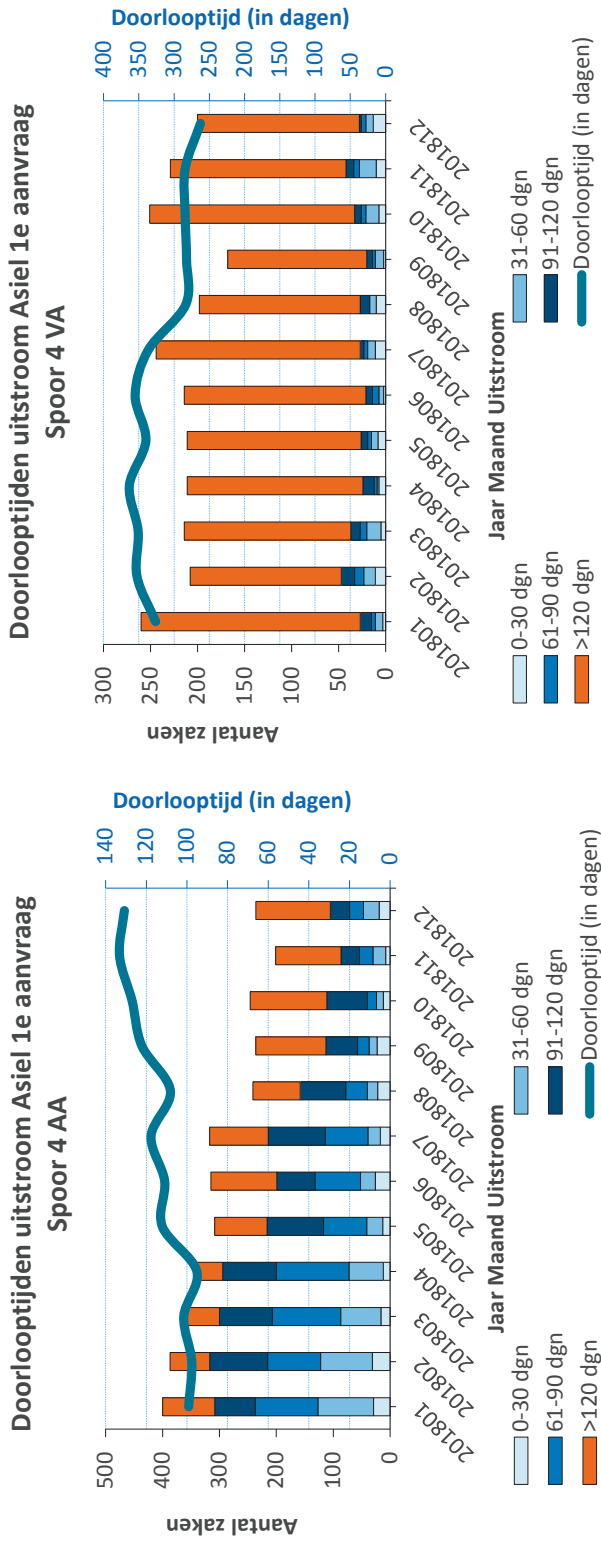 Doorlooptijden uitstroom Asiel 1e aanvraag
Spoor 4 AA
Aantal zaken
500
400
300
200
100
0
Doorlooptijd (in dagen)
140
120
100
80
60
40
20
0
201801
201802
201803
201804
201805
201806
201807
201808
201809
201810
201811
201812
Jaar Maand Uitstroom
0-30 dgn
31-60 dgn
61-90 dgn
91-120 dgn
>120 dgn
Doorlooptijd (in dagen)
Doorlooptijden uitstroom Asiel 1e aanvraag
Spoor 4 VA
Aantal zaken
300
250
200
150
100
50
0
Doorlooptijd (in dagen)
400
350
300
250
200
150
100
50
0
201801
201802
201803
201804
201805
201806
201807
201808
201809
201810
201811
201812
Jaar Maand Uitstroom
0-30 dgn
31-60 dgn
61-90 dgn
91-120 dgn
>120 dgn
Doorlooptijd (in dagen)